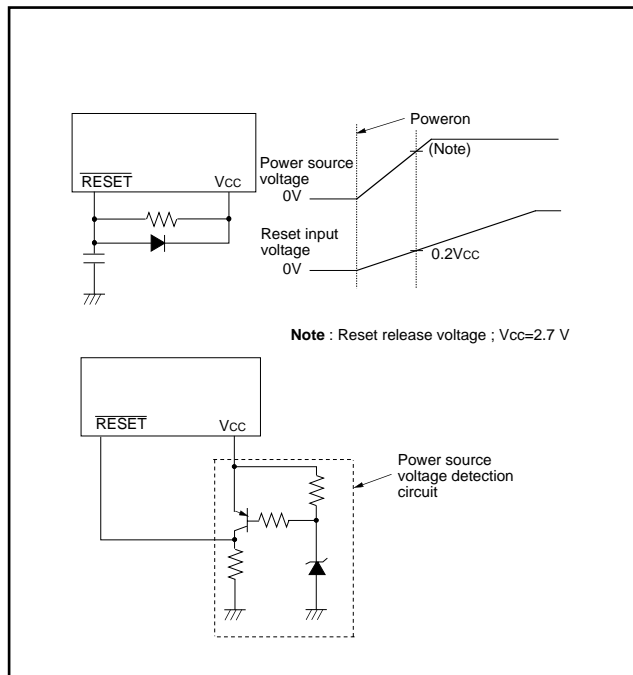 Poweron
(Note)
Power source
voltage
0V
RESET VCC
Reset input
voltage
0V
0.2VCC
Note : Reset release voltage ; Vcc=2.7 V
RESET VCC
Power source
voltage detection
circuit